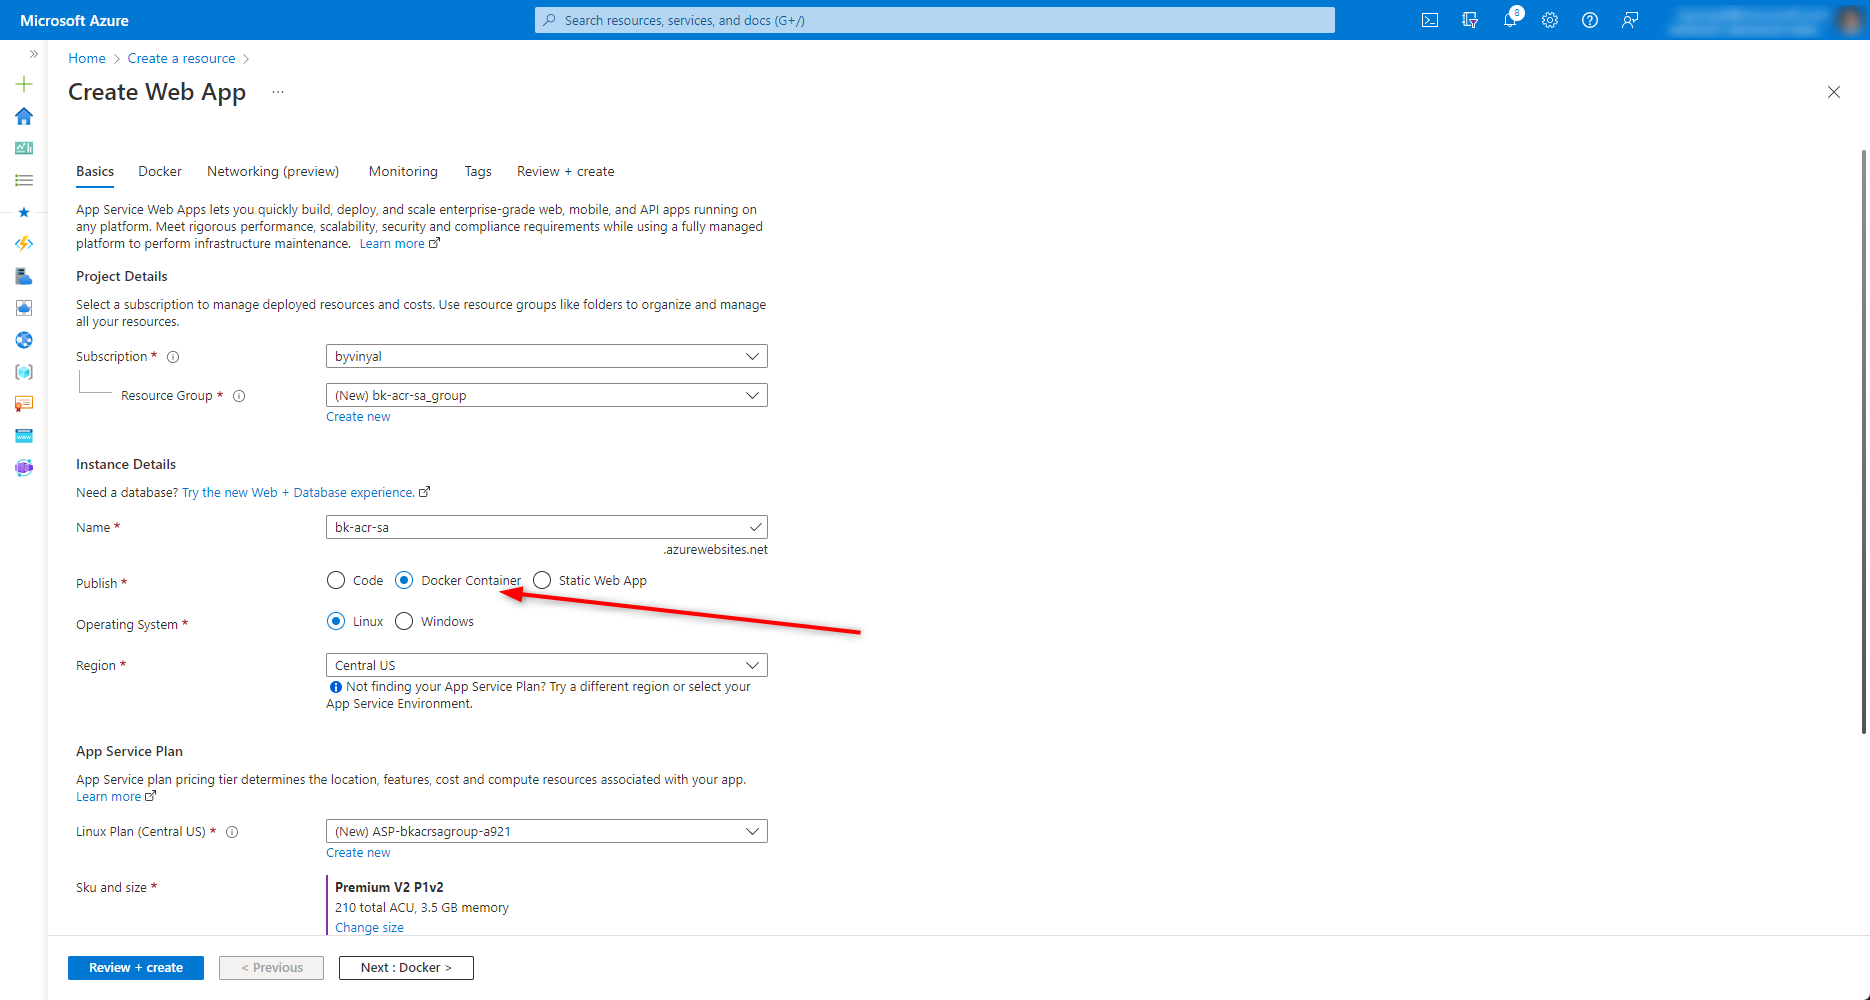 Microsoft Azure
Search resources, services, and docs (G+/)
8
Home > Create a resource >
Create Web App ...
Basics Docker Networking (preview) Monitoring Tags Review + create
App Service Web Apps lets you quickly build, deploy, and scale enterprise-grade web, mobile, and API apps running on
any platform. Meet rigorous performance, scalability, security and compliance requirements while using a fully managed
platform to perform infrastructure maintenance. Learn more
Project Details
Select a subscription to manage deployed resources and costs. Use resource groups like folders to organize and manage
all your resources.
Subscription * byvinyal
Resource Group * (New) bk-acr-sa_group
Create new
Instance Details
Need a database? Try the new Web + Database experience.
Name * bk-acr-sa
.azurewebsites.net
Publish * Code Docker Container Static Web App
Operating System * Linux Windows
Region * Central US
Not finding your App Service Plan? Try a different region or select your
App Service Environment.
App Service Plan
App Service plan pricing tier determines the location, features, cost and compute resources associated with your app.
Learn more
Linux Plan (Central US) * (New) ASP-bkacrsagroup-a921
Create new
Sku and size * Premium V2 P1v2
210 total ACU, 3.5 GB memory
Change size
Review + create < Previous Next : Docker >